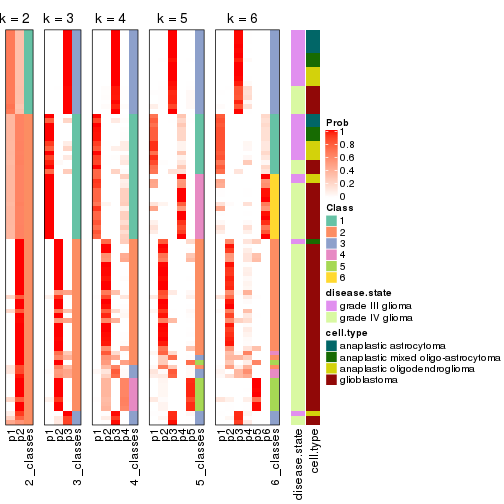 k = 2
k = 3
k = 4
k = 5
k = 6
Prob
1
0.8
0.6
0.4
0.2
0
Class
1
2
3
4
5
6
disease.state
grade III glioma
grade IV glioma
cell.type
anaplastic astrocytoma
anaplastic mixed oligo-astrocytoma
anaplastic oligodendroglioma
glioblastoma
p1
p2
2_classes
p1
p2
p3
3_classes
p1
p2
p3
p4
4_classes
p1
p2
p3
p4
p5
5_classes
p1
p2
p3
p4
p5
p6
6_classes
disease.state
cell.type